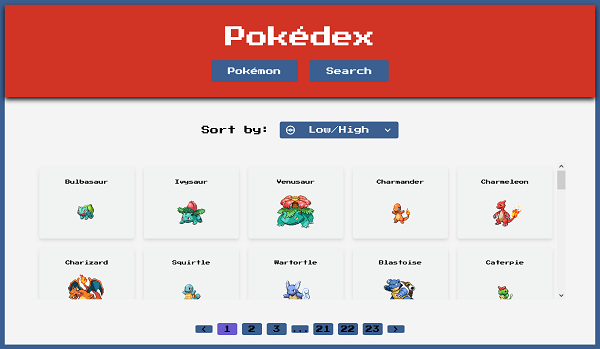 Pokédex
Pokémon Search
Sort by: Low/High
Bulbasaur Ivysaur Venusaur Charmander Charmeleon
Charizard Squirtle Wartortle Blastoise Caterpie
< 1 2 3 ... 21 22 23 >